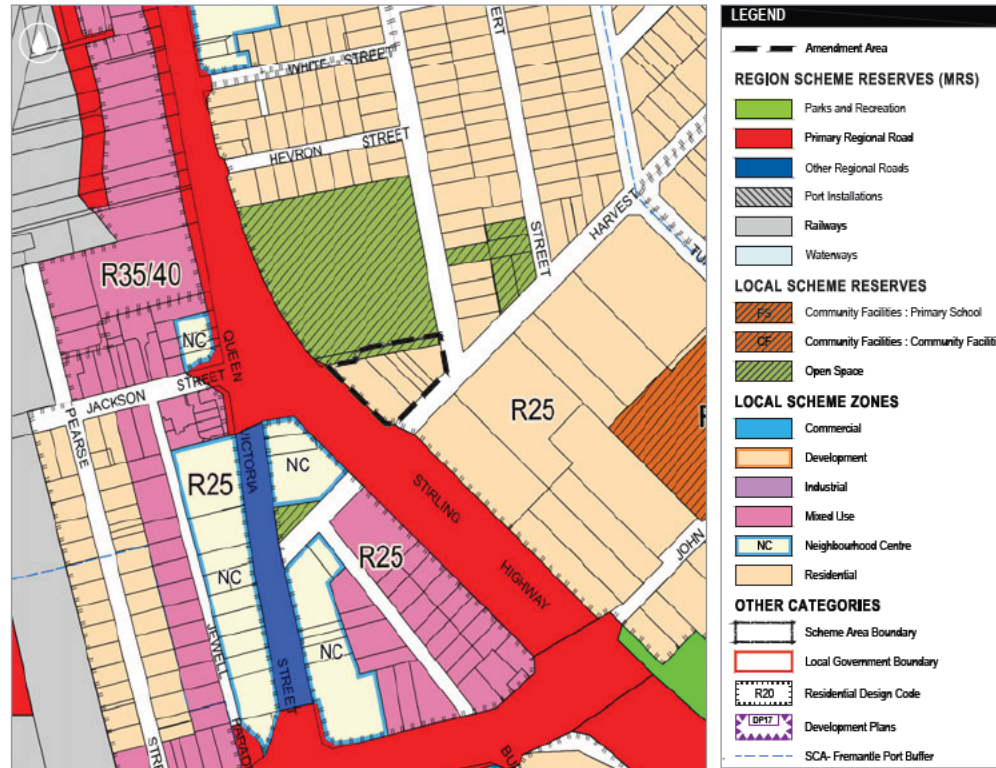 ERT
WHITE STREET
HEVRON STREET
STREET
HARVEST
R35/40
NC
QUEEN
JACKSON STREET
PEARSE
R25
VICTORIA
NC
R25
STIRLING
R25
NC
HIGHWAY
JOHN
JEWELL
NC
STREET
PARAD
STRE
BU
LEGEND
Amendment Area
REGION SCHEME RESERVES (MRS)
Parks and Recreation
Primary Regional Road
Other Regional Roads
Port Installations
Railways
Waterways
LOCAL SCHEME RESERVES
PS Community Facilities : Primary School
CF Community Facilities : Community Faciliti
Open Space
LOCAL SCHEME ZONES
Commercial
Development
Industrial
Mixed Use
NC Neighbourhood Centre
Residential
OTHER CATEGORIES
Scheme Area Boundary
Local Government Boundary
R20 Residential Design Code
DP17 Development Plans
SCA- Fremantle Port Buffer